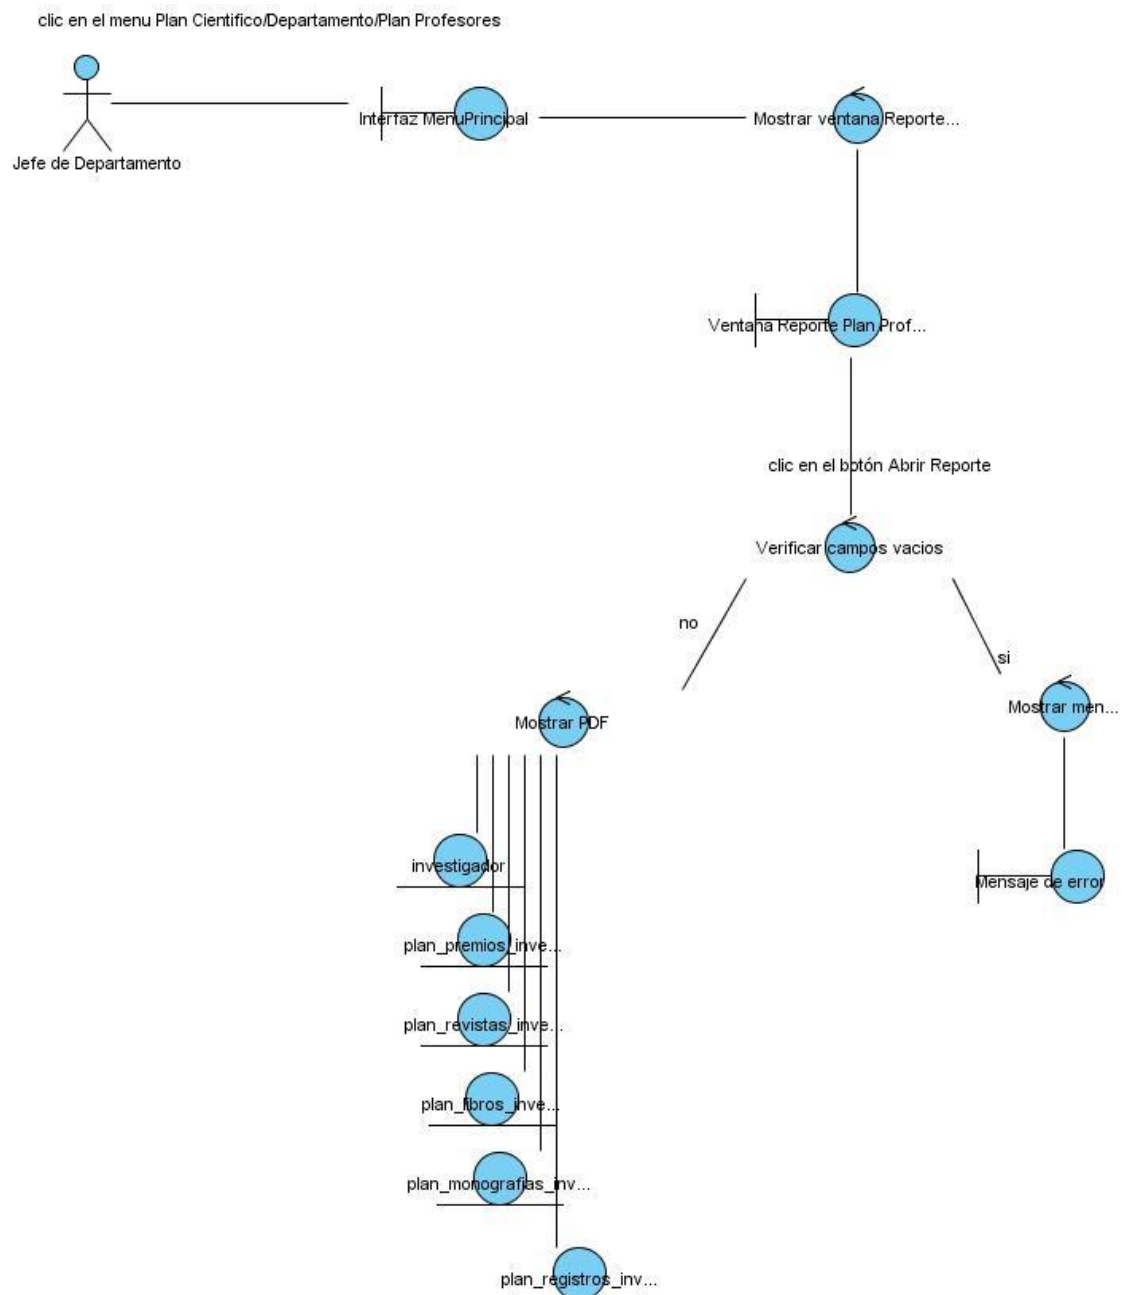 clic en el menu Plan Cientifico/Departamento/Plan Profesores
Jefe de Departamento
Interfaz MenuPrincipal
Mostrar ventana Reporte...
Ventana Reporte Plan Prof...
clic en el botón Abrir Reporte
Verificar campos vacios
no
si
Mostrar PDF
Mostrar men...
investigador
Mensaje de error
plan_premios_inve...
plan_revistas_inve...
plan_libros_inve...
plan_monografias_inv...
plan_registros_inv...